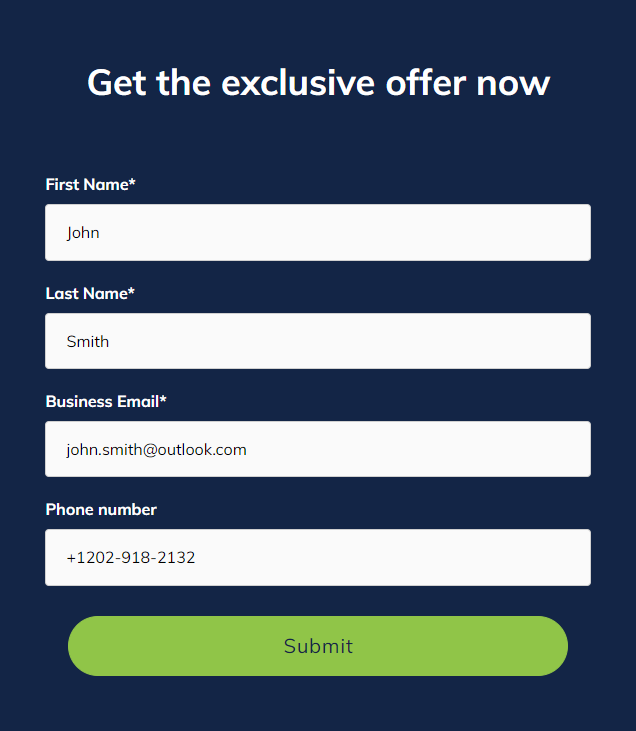 Get the exclusive offer now
First Name*
John
Last Name*
Smith
Business Email*
john.smith@outlook.com
Phone number
+1202-918-2132
Submit